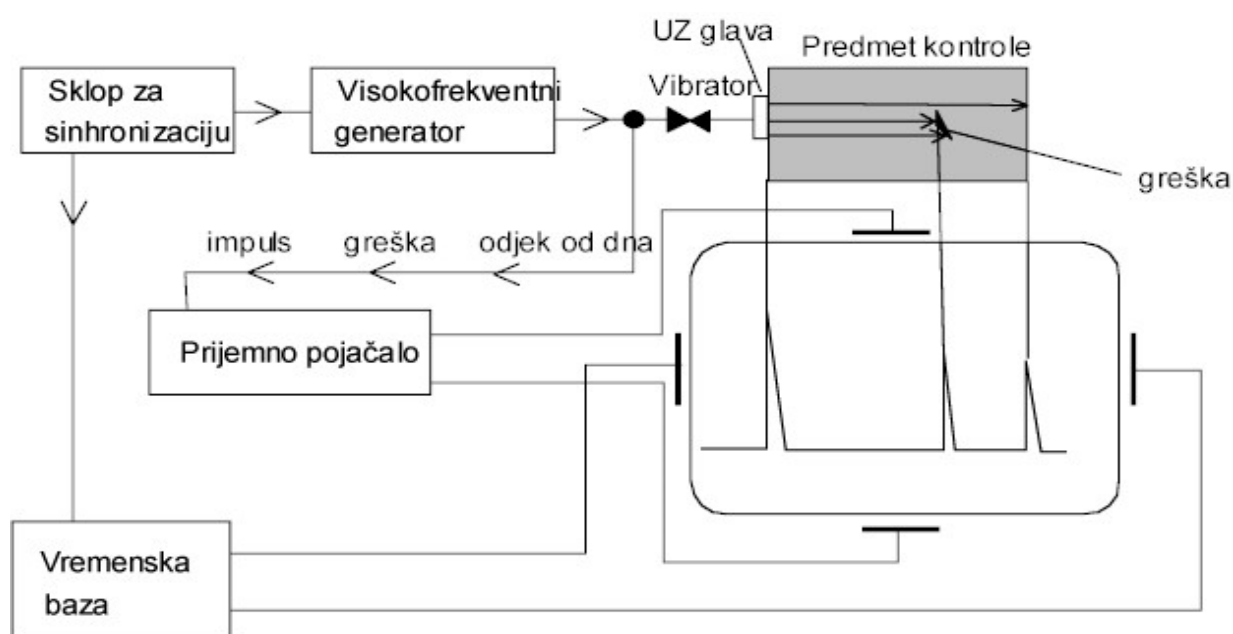 UZ glava
Predmet kontrole
Sklop za
sinhronizaciju
Visokofrekventni
generator
Vibrator
greška
impuls
greška
odjek od dna
Prijemno pojačalo
Vremenska
baza